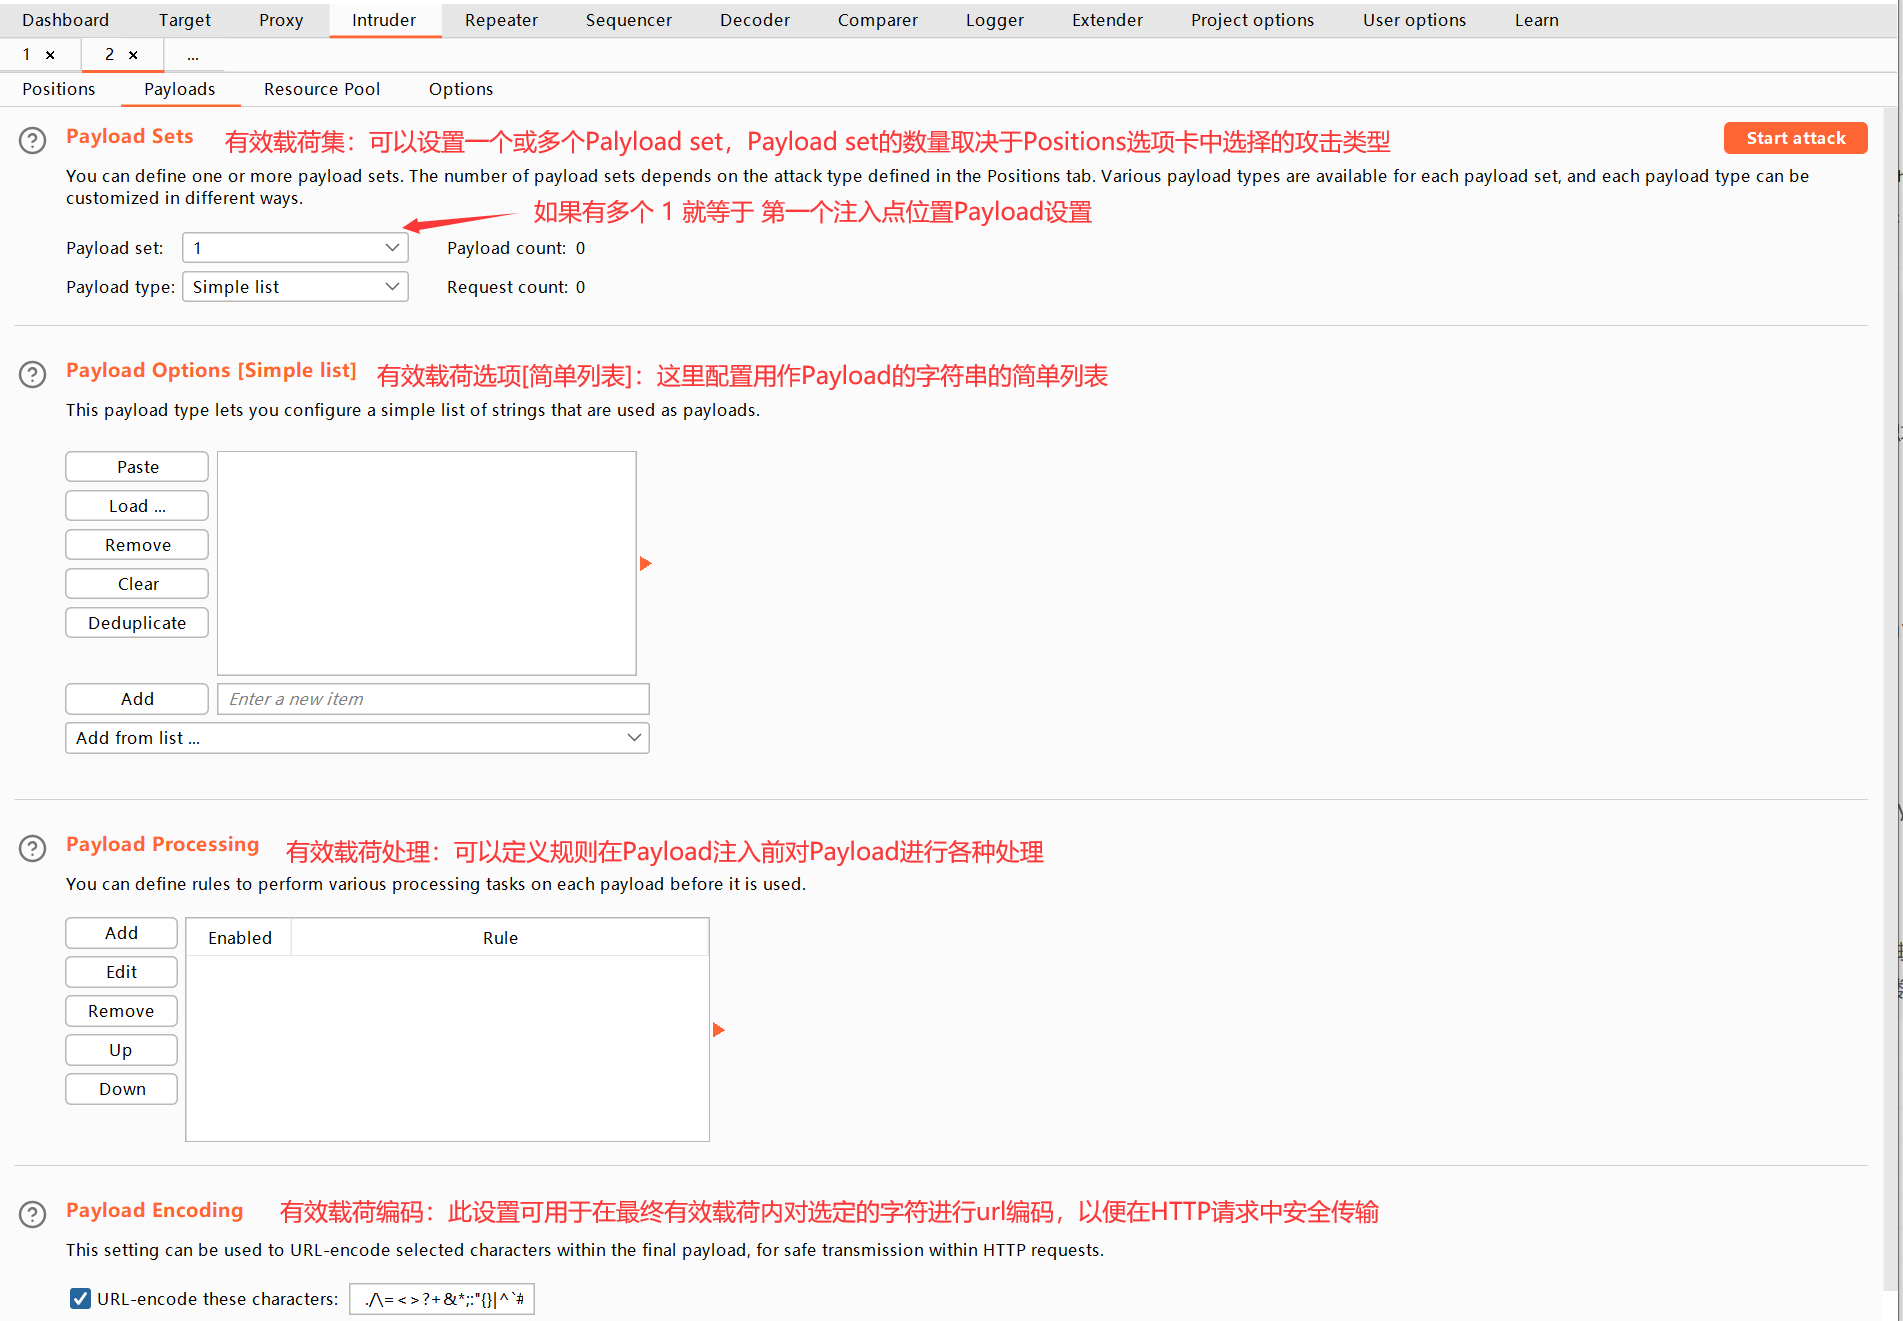 Dashboard Target Proxy Intruder Repeater Sequencer Decoder Comparer Logger Extender Project options User options Learn
1 × 2 × ...
Positions Payloads Resource Pool Options
Payload Sets 有效载荷集：可以设置一个或多个Palyload set，Payload set的数量取决于Positions选项卡中选择的攻击类型 Start attack
You can define one or more payload sets. The number of payload sets depends on the attack type defined in the Positions tab. Various payload types are available for each payload set, and each payload type can be
customized in different ways.
如果有多个 1 就等于 第一个注入点位置Payload设置
Payload set: 1 Payload count: 0
Payload type: Simple list Request count: 0
Payload Options [Simple list] 有效载荷选项[简单列表]：这里配置用作Payload的字符串的简单列表
This payload type lets you configure a simple list of strings that are used as payloads.
Paste
Load ...
Remove
Clear
Deduplicate
Add Enter a new item
Add from list ...
Payload Processing 有效载荷处理：可以定义规则在Payload注入前对Payload进行各种处理
You can define rules to perform various processing tasks on each payload before it is used.
Add Enabled Rule
Edit
Remove
Up
Down
Payload Encoding 有效载荷编码：此设置可用于在最终有效载荷内对选定的字符进行url编码，以便在HTTP请求中安全传输
This setting can be used to URL-encode selected characters within the final payload, for safe transmission within HTTP requests.
URL-encode these characters: ./\=<>?+&*;:"{}|^`#